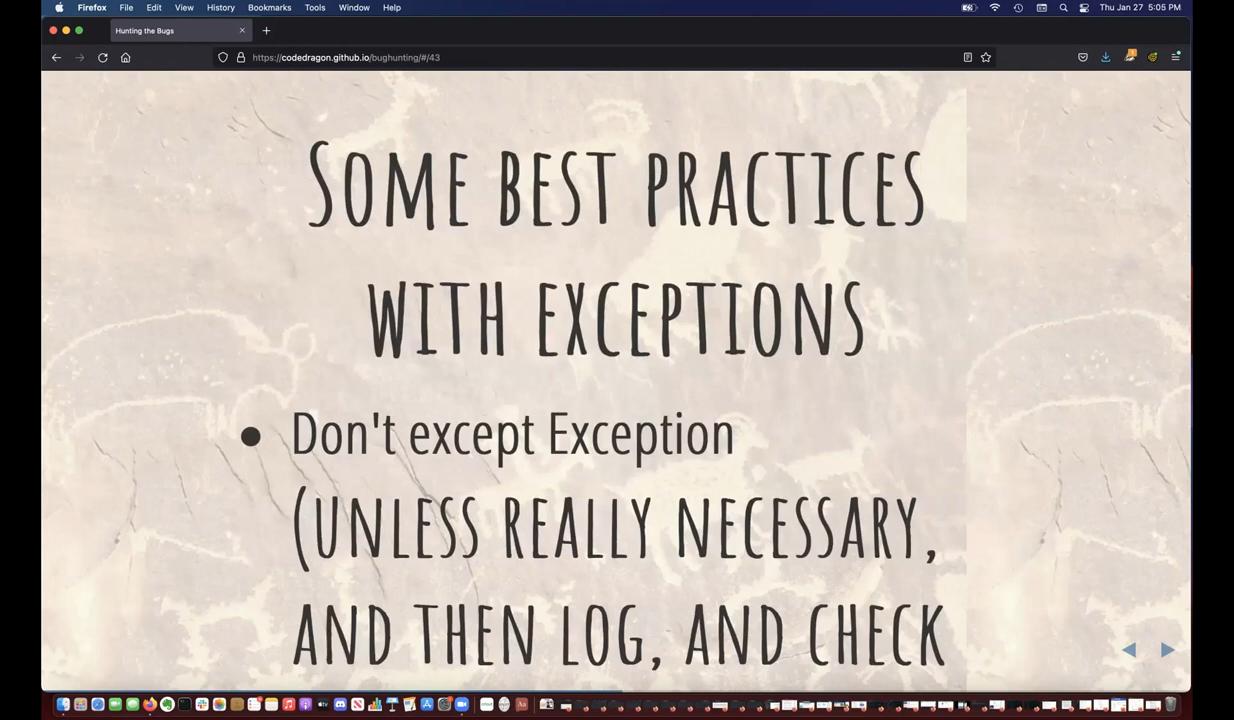 Firefox File Edit View History Bookmarks Tools Window Help Thu Jan 27 5:05 PM
Hunting the Bugs
https://codedragon.github.io/bughunting/#/43
SOME BEST PRACTICES
WITH EXCEPTIONS
Don't except Exception
(UNLESS REALLY NECESSARY,
AND THEN LOG, AND CHECK